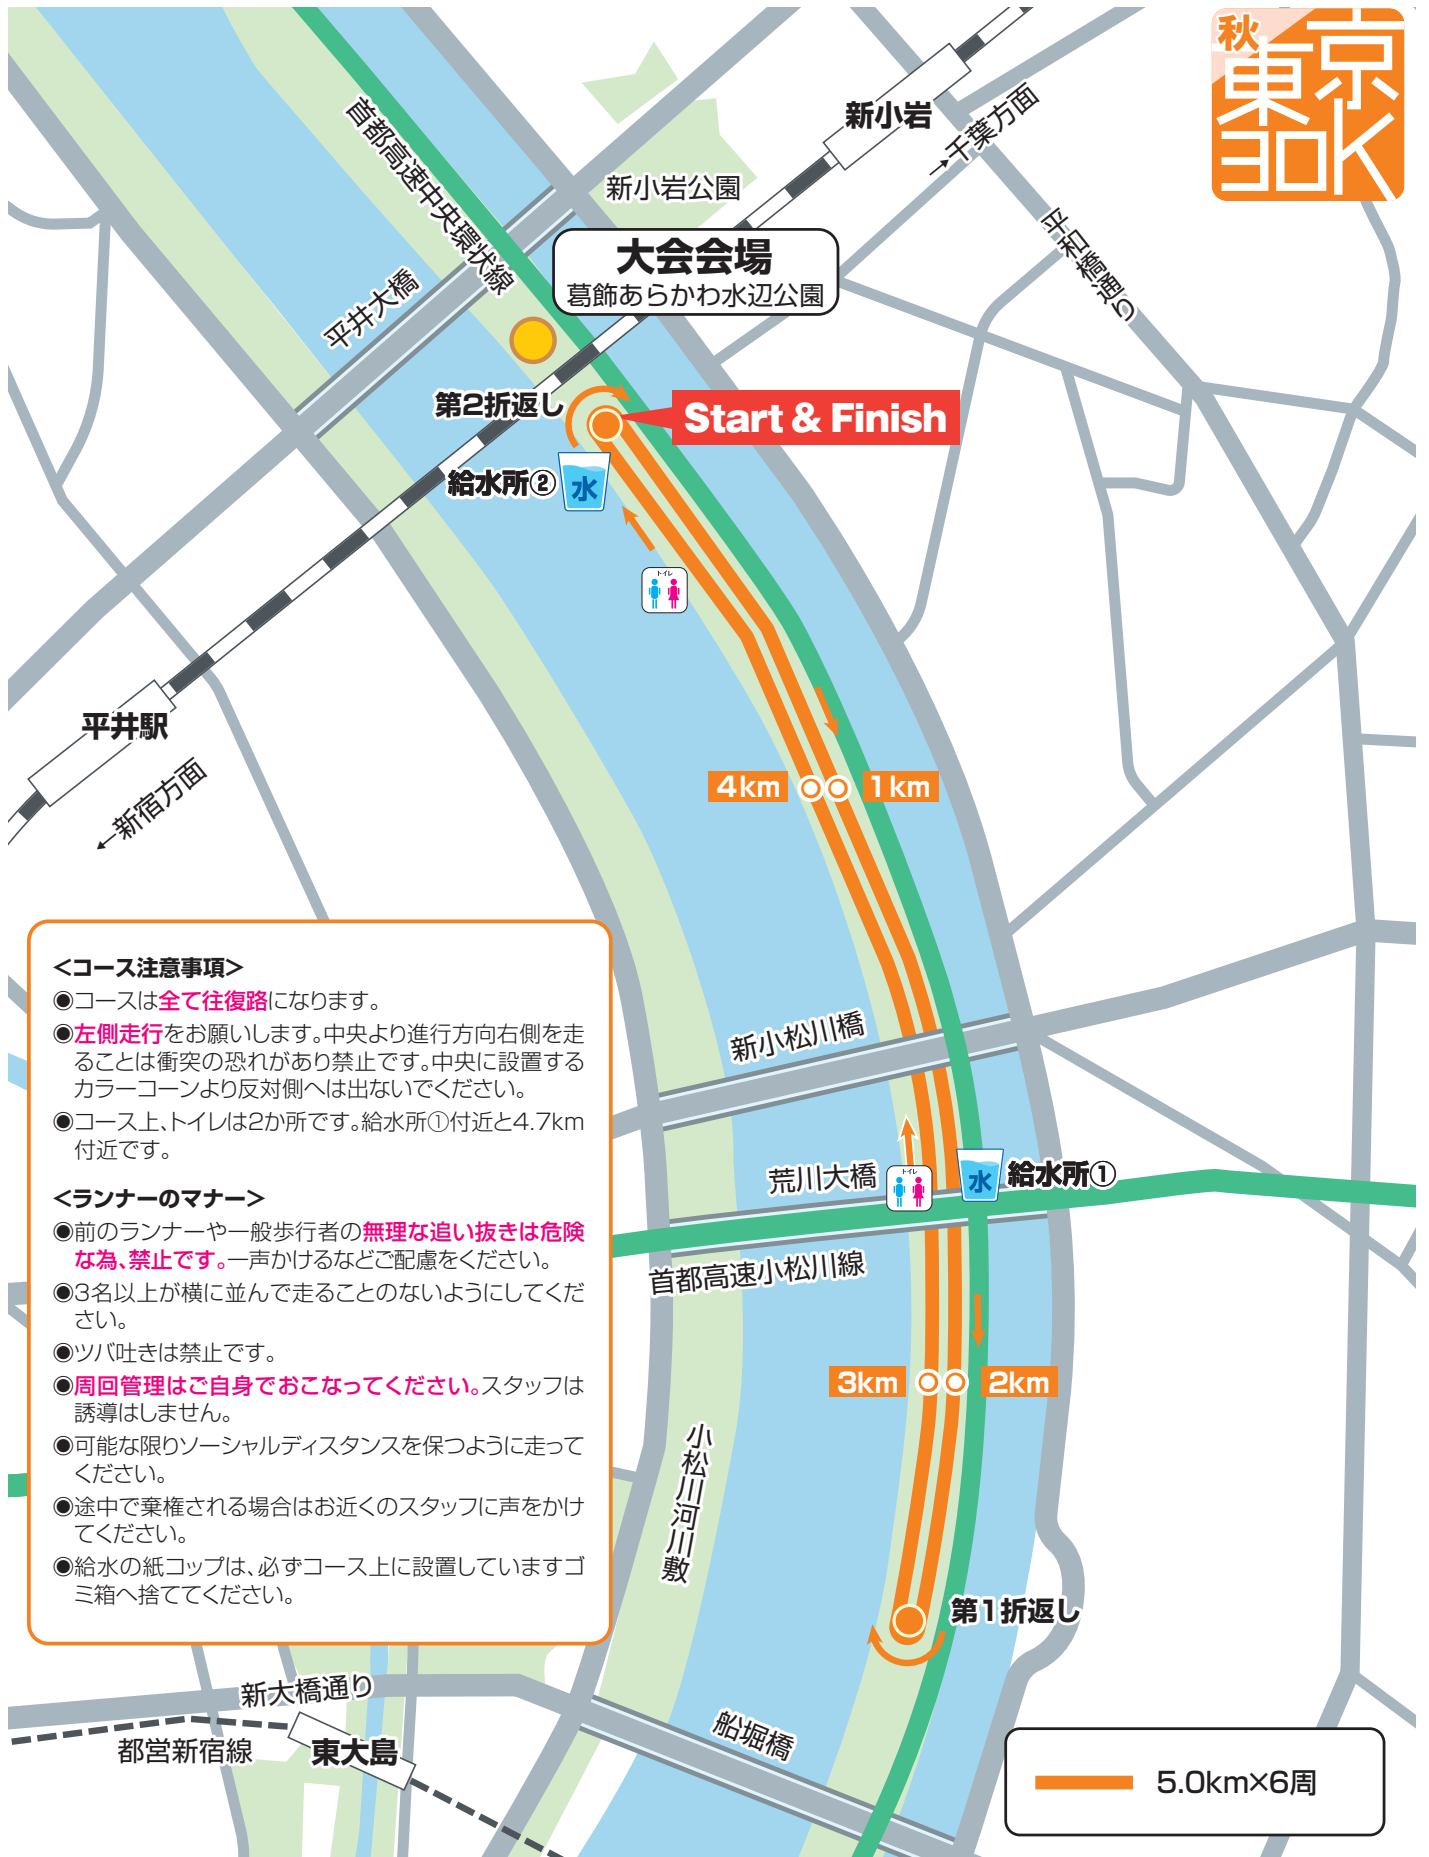 秋
東京
30K
新小岩
→千葉方面
首都高速中央環状線
新小岩公園
平和橋通り
大会会場
葛飾あらかわ水辺公園
平井大橋
第2折返し
Start & Finish
給水所②
水
トイレ
平井駅
←新宿方面
4km
1km
<コース注意事項>
◉コースは全て往復路になります。
◉左側走行をお願いします。中央より進行方向右側を走
ることは衝突の恐れがあり禁止です。中央に設置する
カラーコーンより反対側へは出ないでください。
◉コース上、トイレは2か所です。給水所①付近と4.7km
付近です。
<ランナーのマナー>
◉前のランナーや一般歩行者の無理な追い抜きは危険
な為、禁止です。一声かけるなどご配慮をください。
◉3名以上が横に並んで走ることのないようにしてくだ
さい。
◉ツバ吐きは禁止です。
◉周回管理はご自身でおこなってください。スタッフは
誘導はしません。
◉可能な限りソーシャルディスタンスを保つように走って
ください。
◉途中で棄権される場合はお近くのスタッフに声をかけ
てください。
◉給水の紙コップは、必ずコース上に設置していますゴ
ミ箱へ捨ててください。
新小松川橋
荒川大橋
トイレ
水
給水所①
首都高速小松川線
3km
2km
小松川河川敷
第1折返し
新大橋通り
都営新宿線
東大島
船堀橋
5.0km×6周